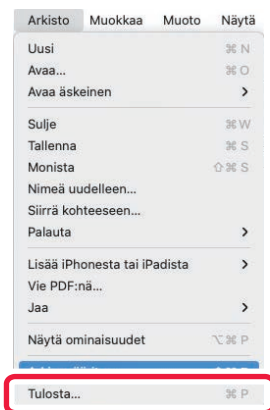 Arkisto Muokkaa Muoto Näytä
Uusi ⌘ N
Avaa... ⌘ O
Avaa äskeinen >
Sulje ⌘ W
Tallenna ⌘ S
Monista ⇧ ⌘ S
Nimeä uudelleen...
Siirrä kohteeseen...
Palauta >
Lisää iPhonesta tai iPadista >
Vie PDF:nä...
Jaa >
Näytä ominaisuudet ⌥ ⌘ P
Tulosta... ⌘ P